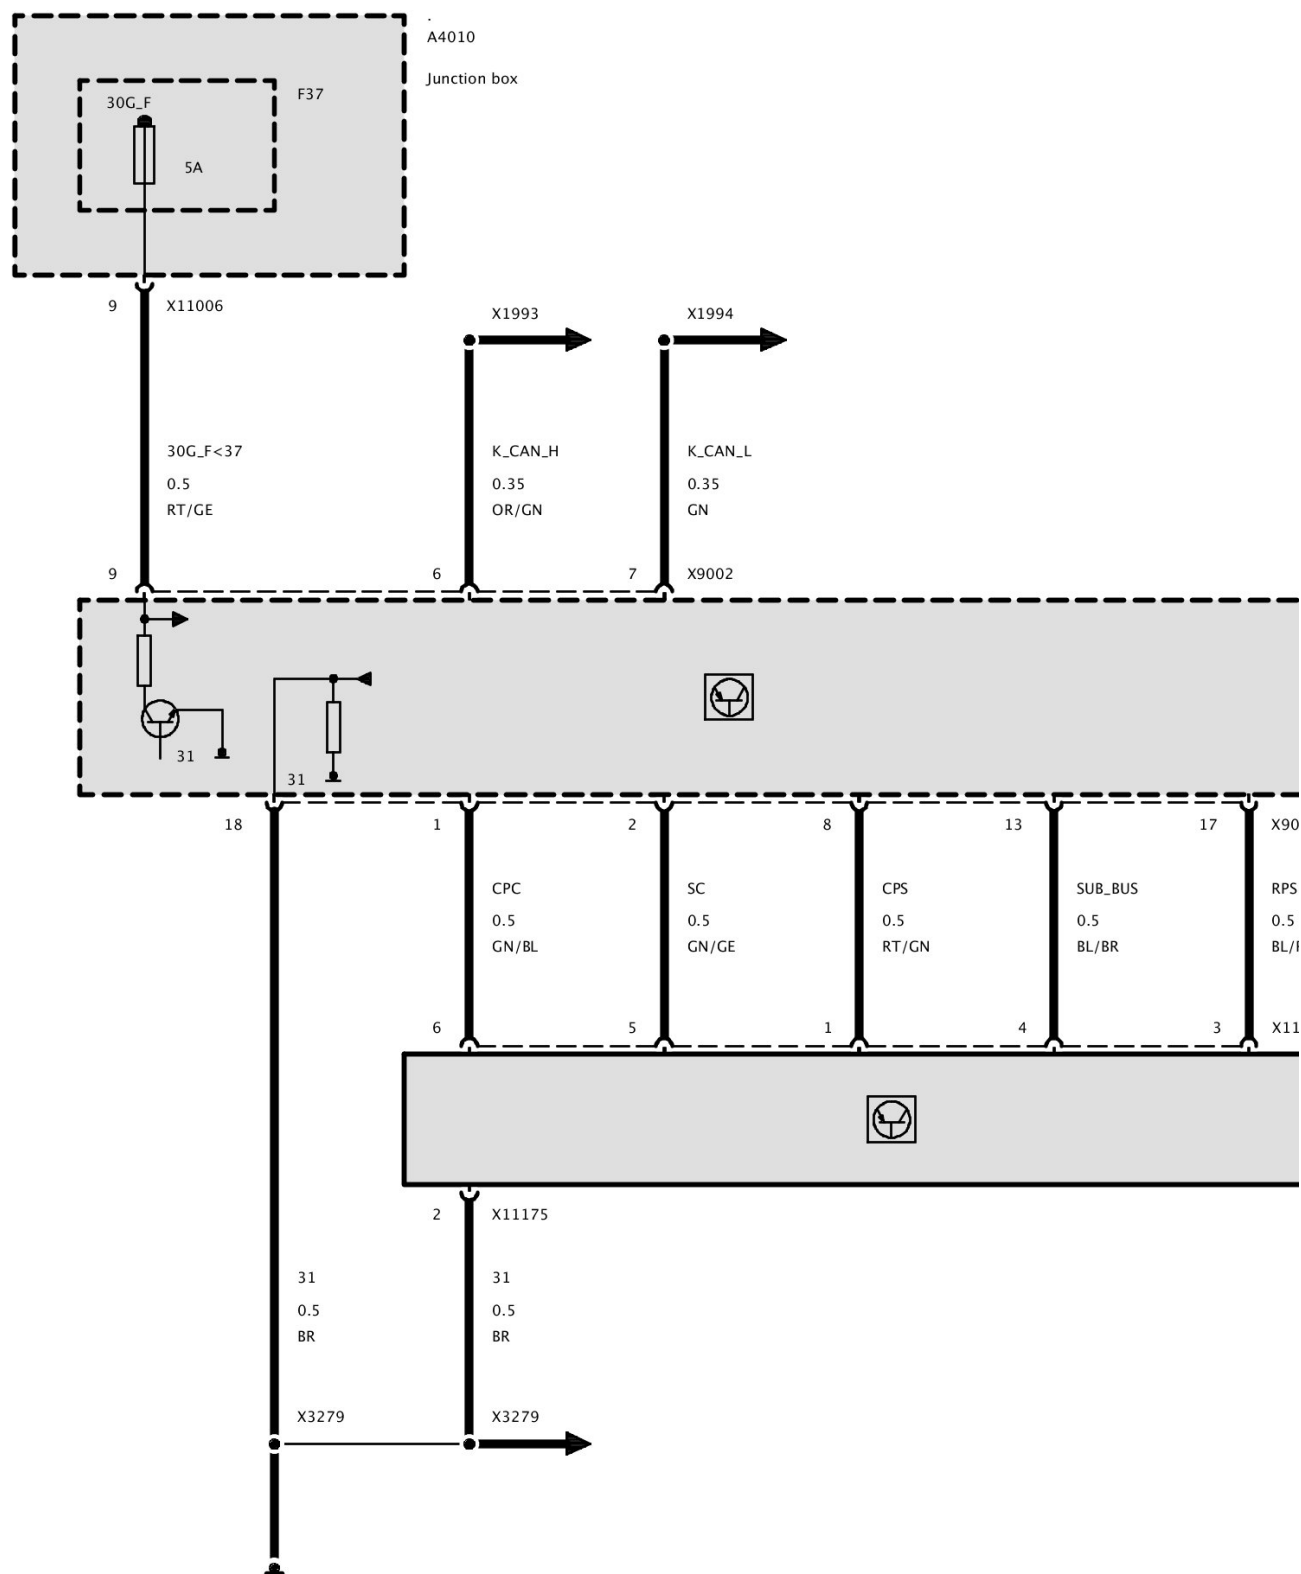 A4010
Junction box
F37
30G_F
5A
9 X11006
X1993 X1994
30G_F<37 K_CAN_H K_CAN_L
0.5 0.35 0.35
RT/GE OR/GN GN
9 6 7 X9002
31
31
18 1 2 8 13 17 X90
CPC SC CPS SUB_BUS RPS
0.5 0.5 0.5 0.5 0.5
GN/BL GN/GE RT/GN BL/BR BL/
6 5 1 4 3 X11
2 X11175
31 31
0.5 0.5
BR BR
X3279 X3279